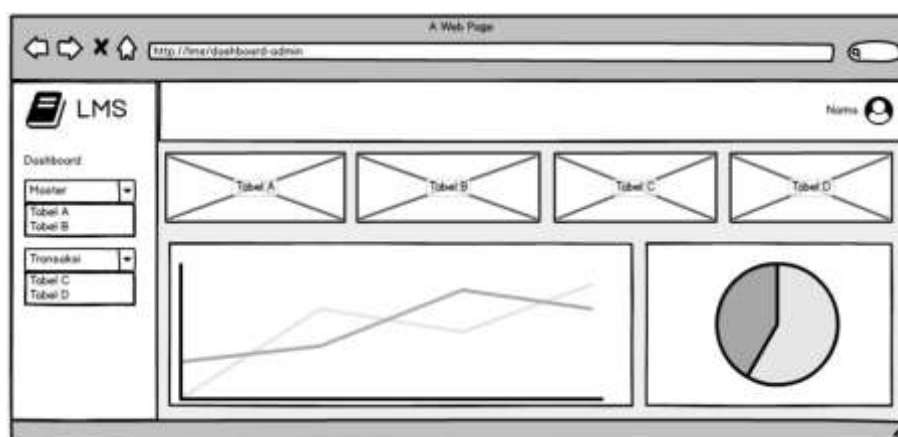 A Web Page
http://lms/dashboard-admin
LMS
Nama
Dashboard
Master
Tabel A
Tabel B
Transaksi
Tabel C
Tabel D
Tabel A
Tabel B
Tabel C
Tabel D